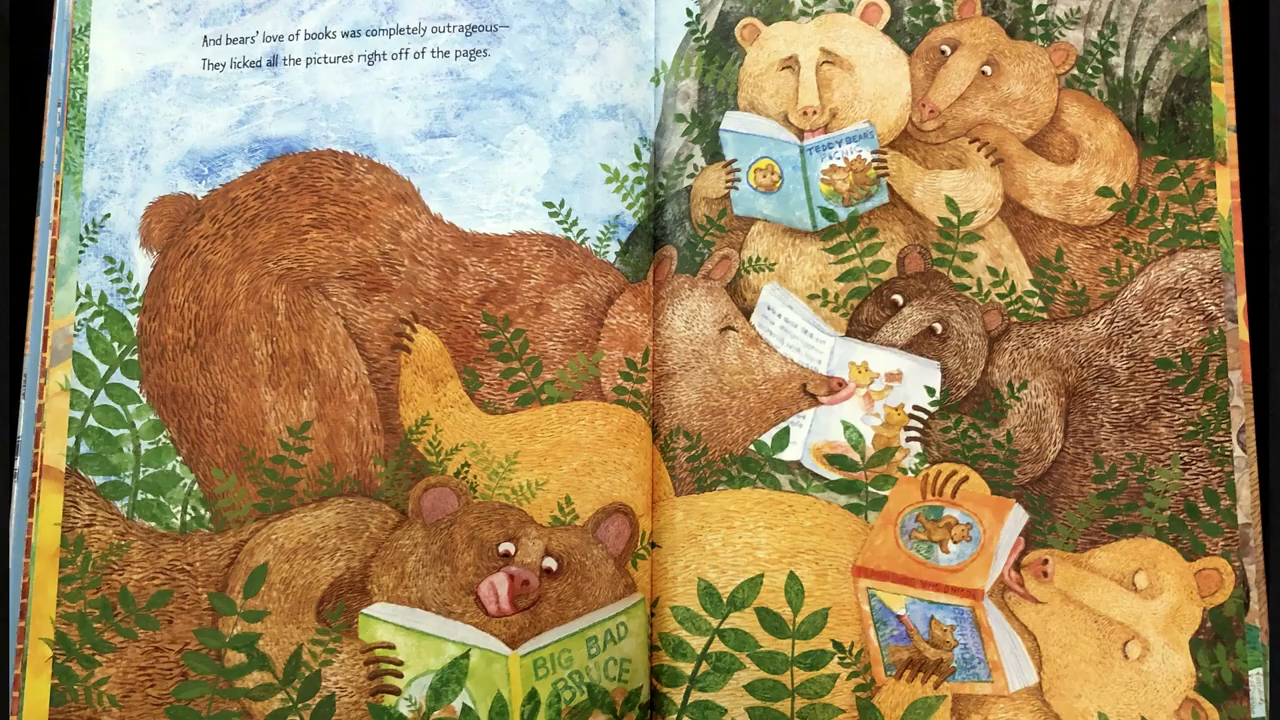 And bears' love of books was completely outrageous—
They licked all the pictures right off of the pages.
TEDDY BEARS
PICNIC
BIG BAD
BRUCE